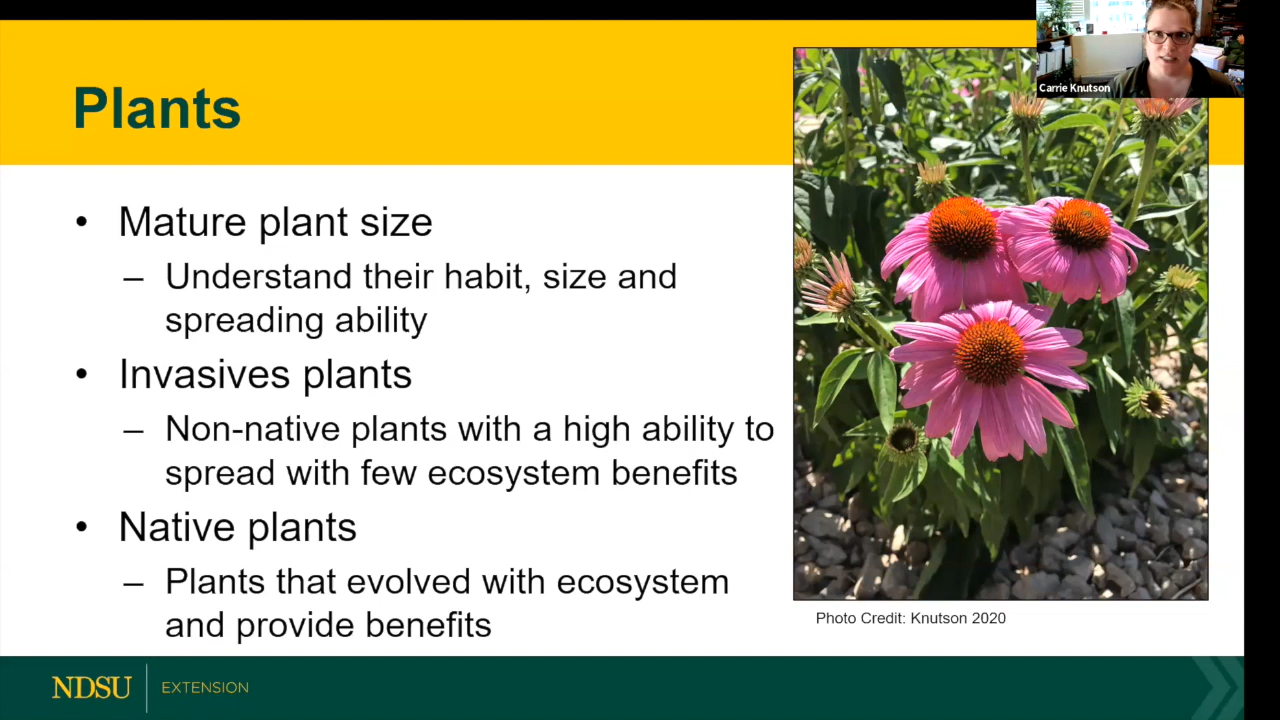 Carrie Knutson
Plants
• Mature plant size
– Understand their habit, size and
spreading ability
• Invasives plants
– Non-native plants with a high ability to
spread with few ecosystem benefits
• Native plants
– Plants that evolved with ecosystem
and provide benefits
Photo Credit: Knutson 2020
NDSU EXTENSION